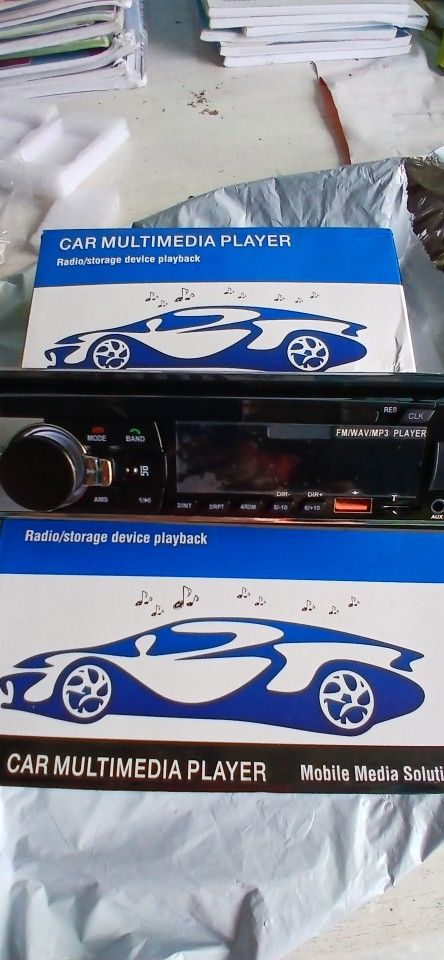 CAR MULTIMEDIA PLAYER
Radio/storage device playback
RES
CLK
MODE
BAND
FM/WAV/MP3 PLAYER
AMS
1/▶II
2/INT
3/RPT
4/RDM
DIR-
5/-10
DIR+
6/+10
AUX
Radio/storage device playback
CAR MULTIMEDIA PLAYER
Mobile Media Soluti